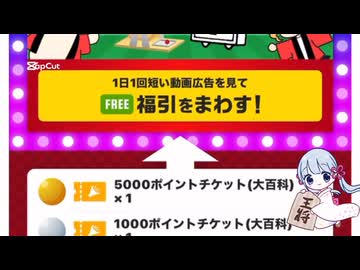 CapCut
1日1回短い動画広告を見て
FREE 福引をまわす!
5000ポイントチケット(大百科)
×1
1000ポイントチケット(大百科)
×1
王将